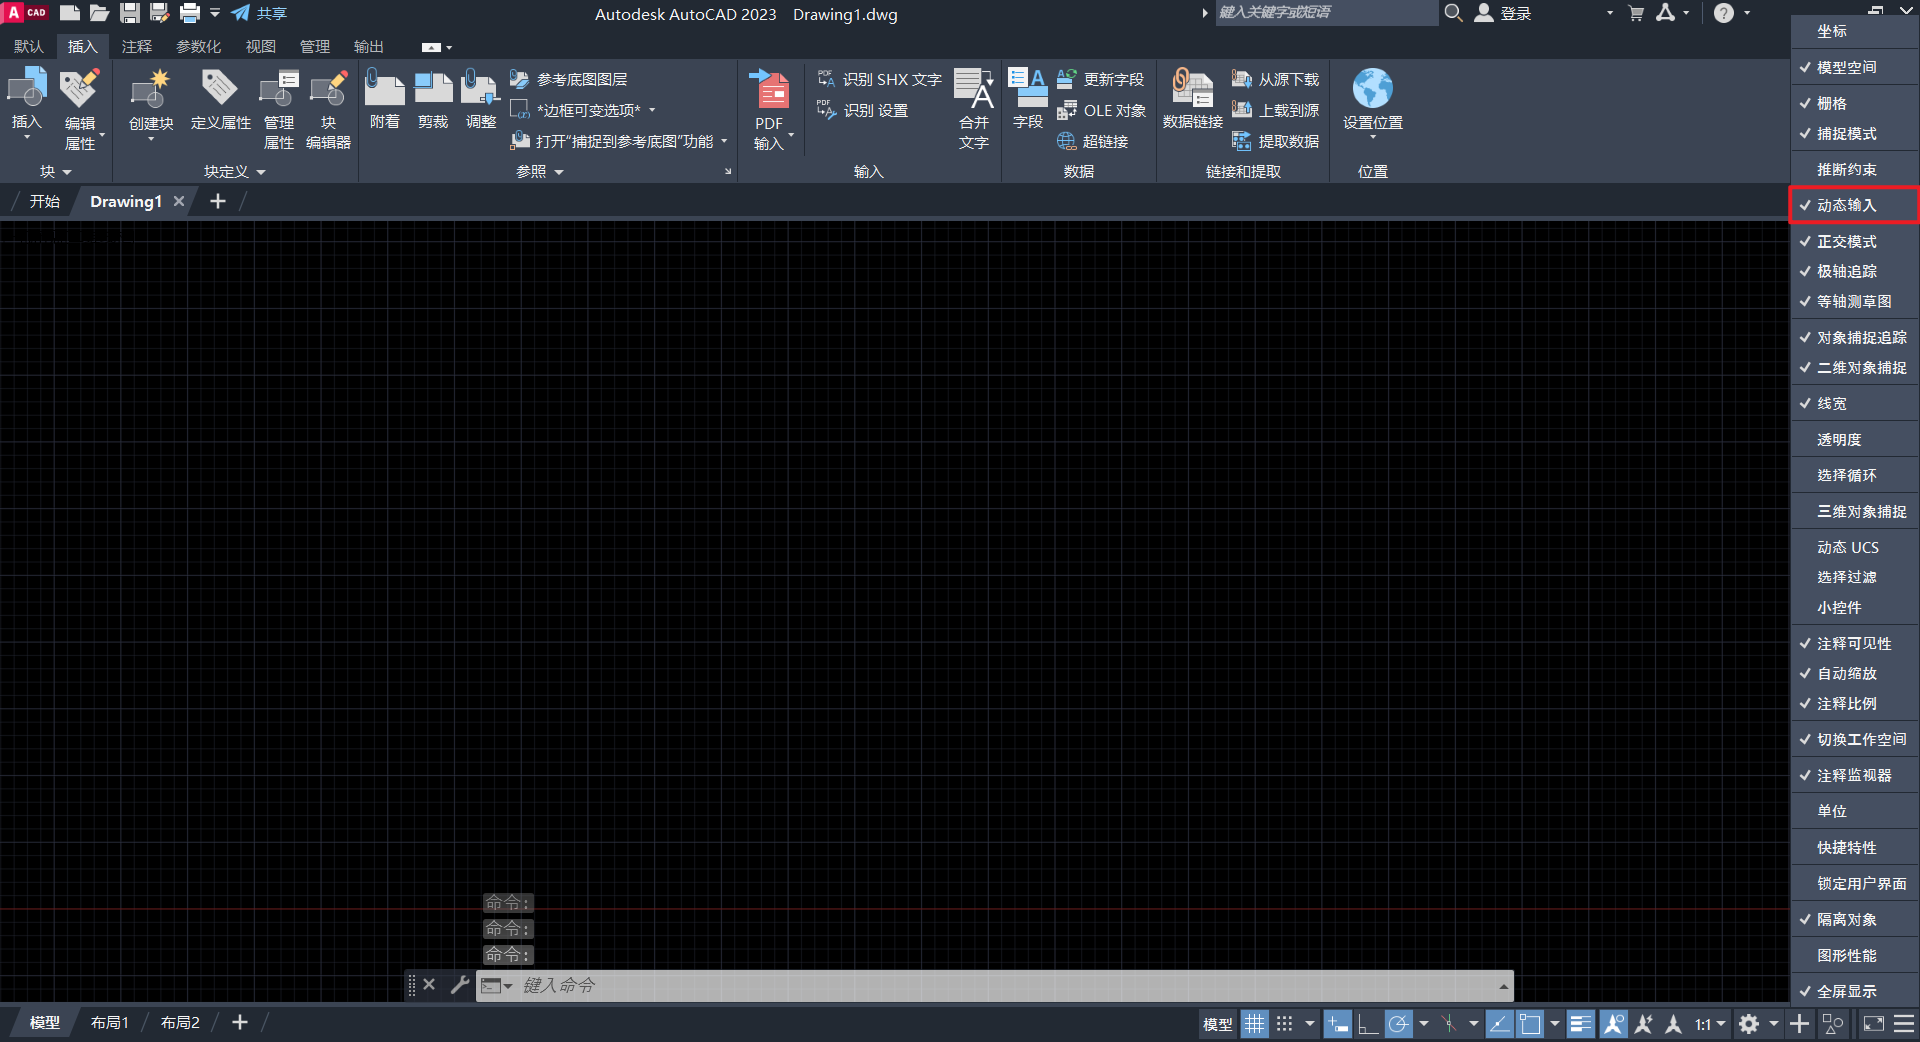 A CAD
共享
Autodesk AutoCAD 2023 Drawing1.dwg
键入关键字或短语
登录
默认 插入 注释 参数化 视图 管理 输出
插入
编辑
属性
块
创建块
定义属性
管理
属性
块
编辑器
块定义
附着
剪裁
调整
参考底图图层
*边框可变选项*
打开“捕捉到参考底图”功能
参照
PDF
输入
PDF 识别 SHX 文字
PDF 识别 设置
输入
合并
文字
字段
更新字段
OLE 对象
超链接
数据
数据链接
从源下载
上载到源
提取数据
链接和提取
设置位置
位置
开始
Drawing1
坐标
模型空间
栅格
捕捉模式
推断约束
动态输入
正交模式
极轴追踪
等轴测草图
对象捕捉追踪
二维对象捕捉
线宽
透明度
选择循环
三维对象捕捉
动态 UCS
选择过滤
小控件
注释可见性
自动缩放
注释比例
切换工作空间
注释监视器
单位
快捷特性
锁定用户界面
隔离对象
图形性能
全屏显示
命令:
命令:
命令:
键入命令
模型 布局1 布局2
模型
1:1